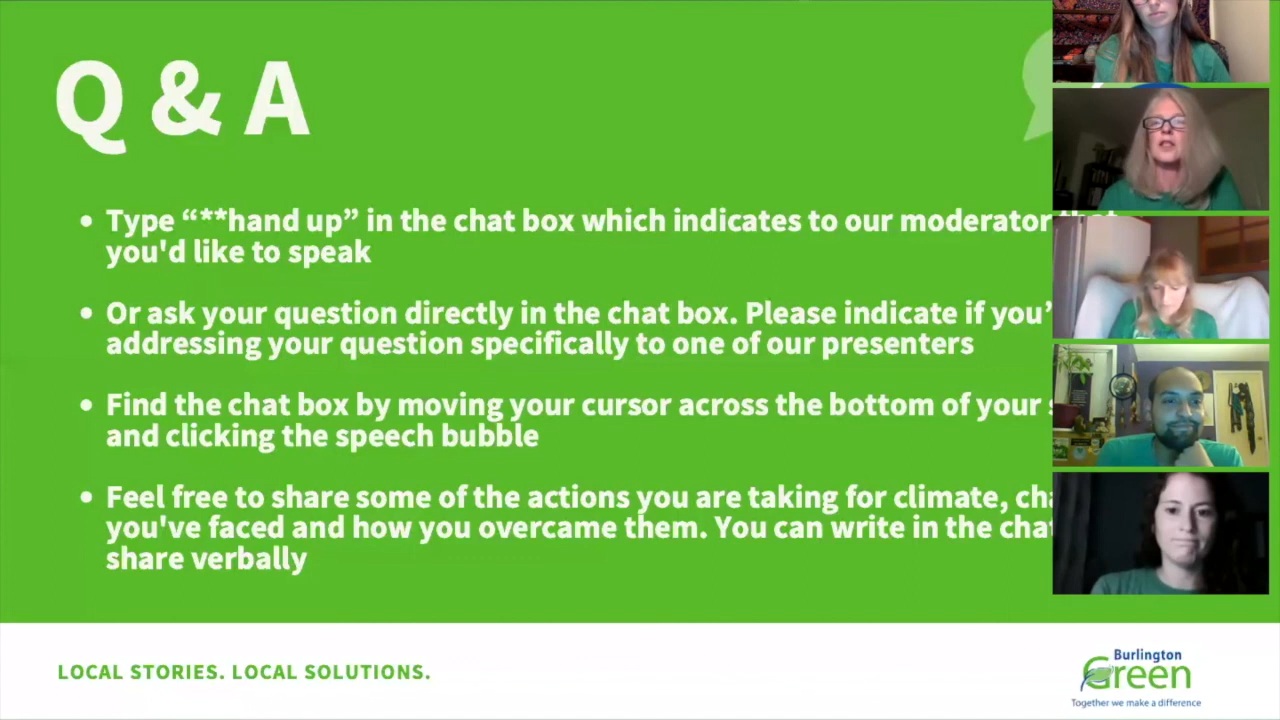 Q & A
• Type “**hand up” in the chat box which indicates to our moderator that
you'd like to speak
• Or ask your question directly in the chat box. Please indicate if you’
addressing your question specifically to one of our presenters
• Find the chat box by moving your cursor across the bottom of your
and clicking the speech bubble
• Feel free to share some of the actions you are taking for climate,
you've faced and how you overcame them. You can write in the chat
share verbally
LOCAL STORIES. LOCAL SOLUTIONS.
Burlington
Green
Together we make a difference